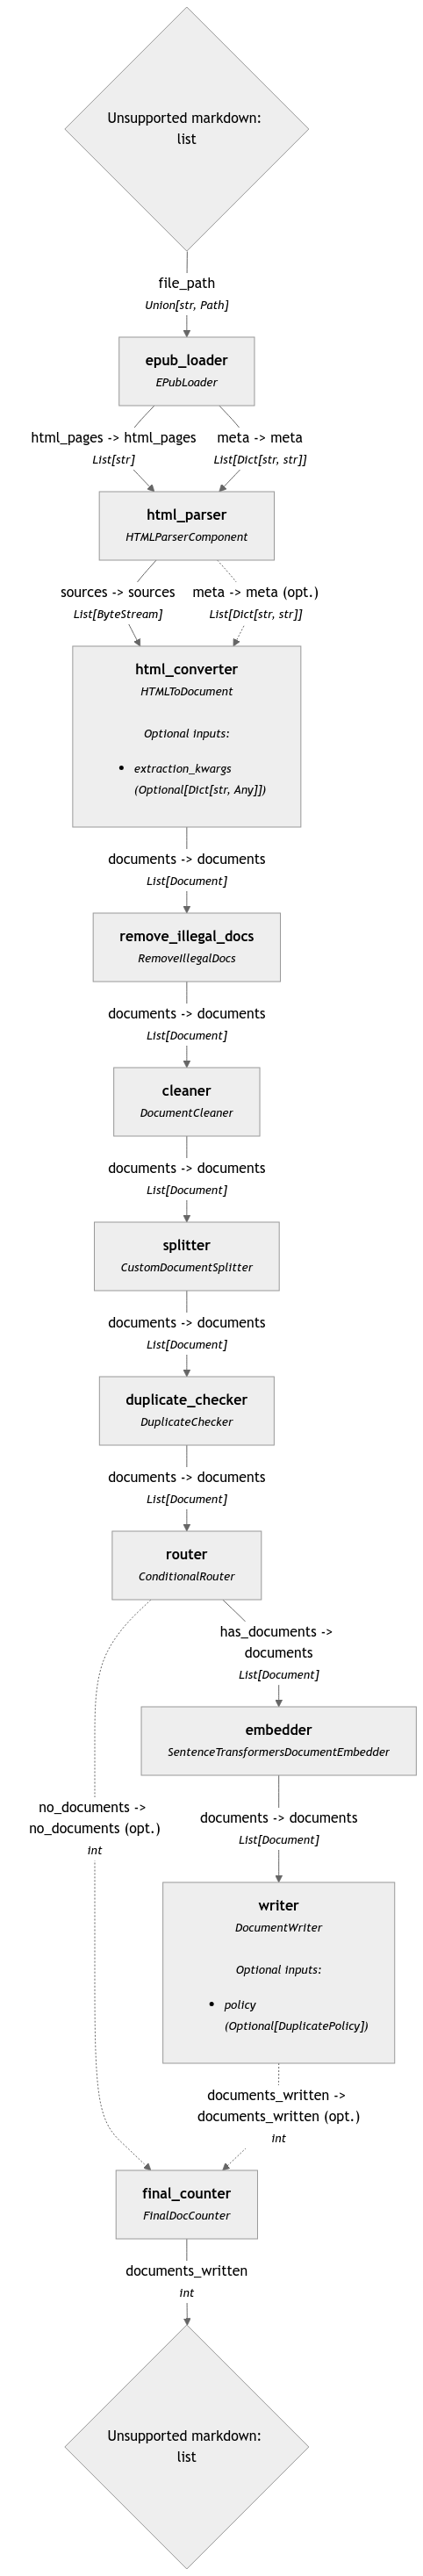 Unsupported markdown:
list
file_path
Union[str, Path]
epub_loader
EPubLoader
html_pages -> html_pages
List[str]
meta -> meta
List[Dict[str, str]]
html_parser
HTMLParserComponent
sources -> sources
List[ByteStream]
meta -> meta (opt.)
List[Dict[str, str]]
html_converter
HTMLToDocument
Optional inputs:
• extraction_kwargs
(Optional[Dict[str, Any]])
documents -> documents
List[Document]
remove_illegal_docs
RemoveIllegalDocs
documents -> documents
List[Document]
cleaner
DocumentCleaner
documents -> documents
List[Document]
splitter
CustomDocumentSplitter
documents -> documents
List[Document]
duplicate_checker
DuplicateChecker
documents -> documents
List[Document]
router
ConditionalRouter
has_documents ->
documents
List[Document]
embedder
SentenceTransformersDocumentEmbedder
no_documents ->
no_documents (opt.)
int
documents -> documents
List[Document]
writer
DocumentWriter
Optional inputs:
• policy
(Optional[DuplicatePolicy])
documents_written ->
documents_written (opt.)
int
final_counter
FinalDocCounter
documents_written
int
Unsupported markdown:
list